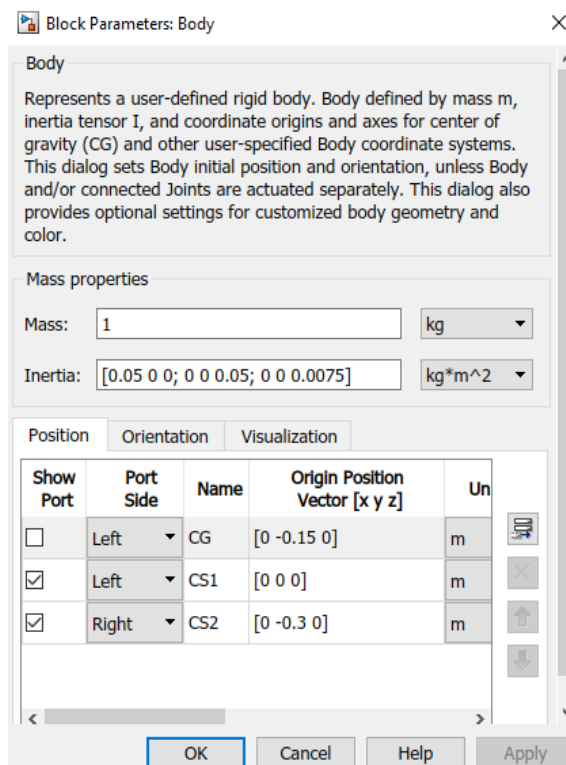 Block Parameters: Body
Body
Represents a user-defined rigid body. Body defined by mass m,
inertia tensor I, and coordinate origins and axes for center of
gravity (CG) and other user-specified Body coordinate systems.
This dialog sets Body initial position and orientation, unless Body
and/or connected Joints are actuated separately. This dialog also
provides optional settings for customized body geometry and
color.
Mass properties
Mass: 1 kg
Inertia: [0.05 0 0; 0 0 0.05; 0 0 0.0075] kg*m^2
Position Orientation Visualization
Show Port Port Side Name Origin Position Vector [x y z] Un
Left CG [0 -0.15 0] m
Left CS1 [0 0 0] m
Right CS2 [0 -0.3 0] m
OK Cancel Help Apply